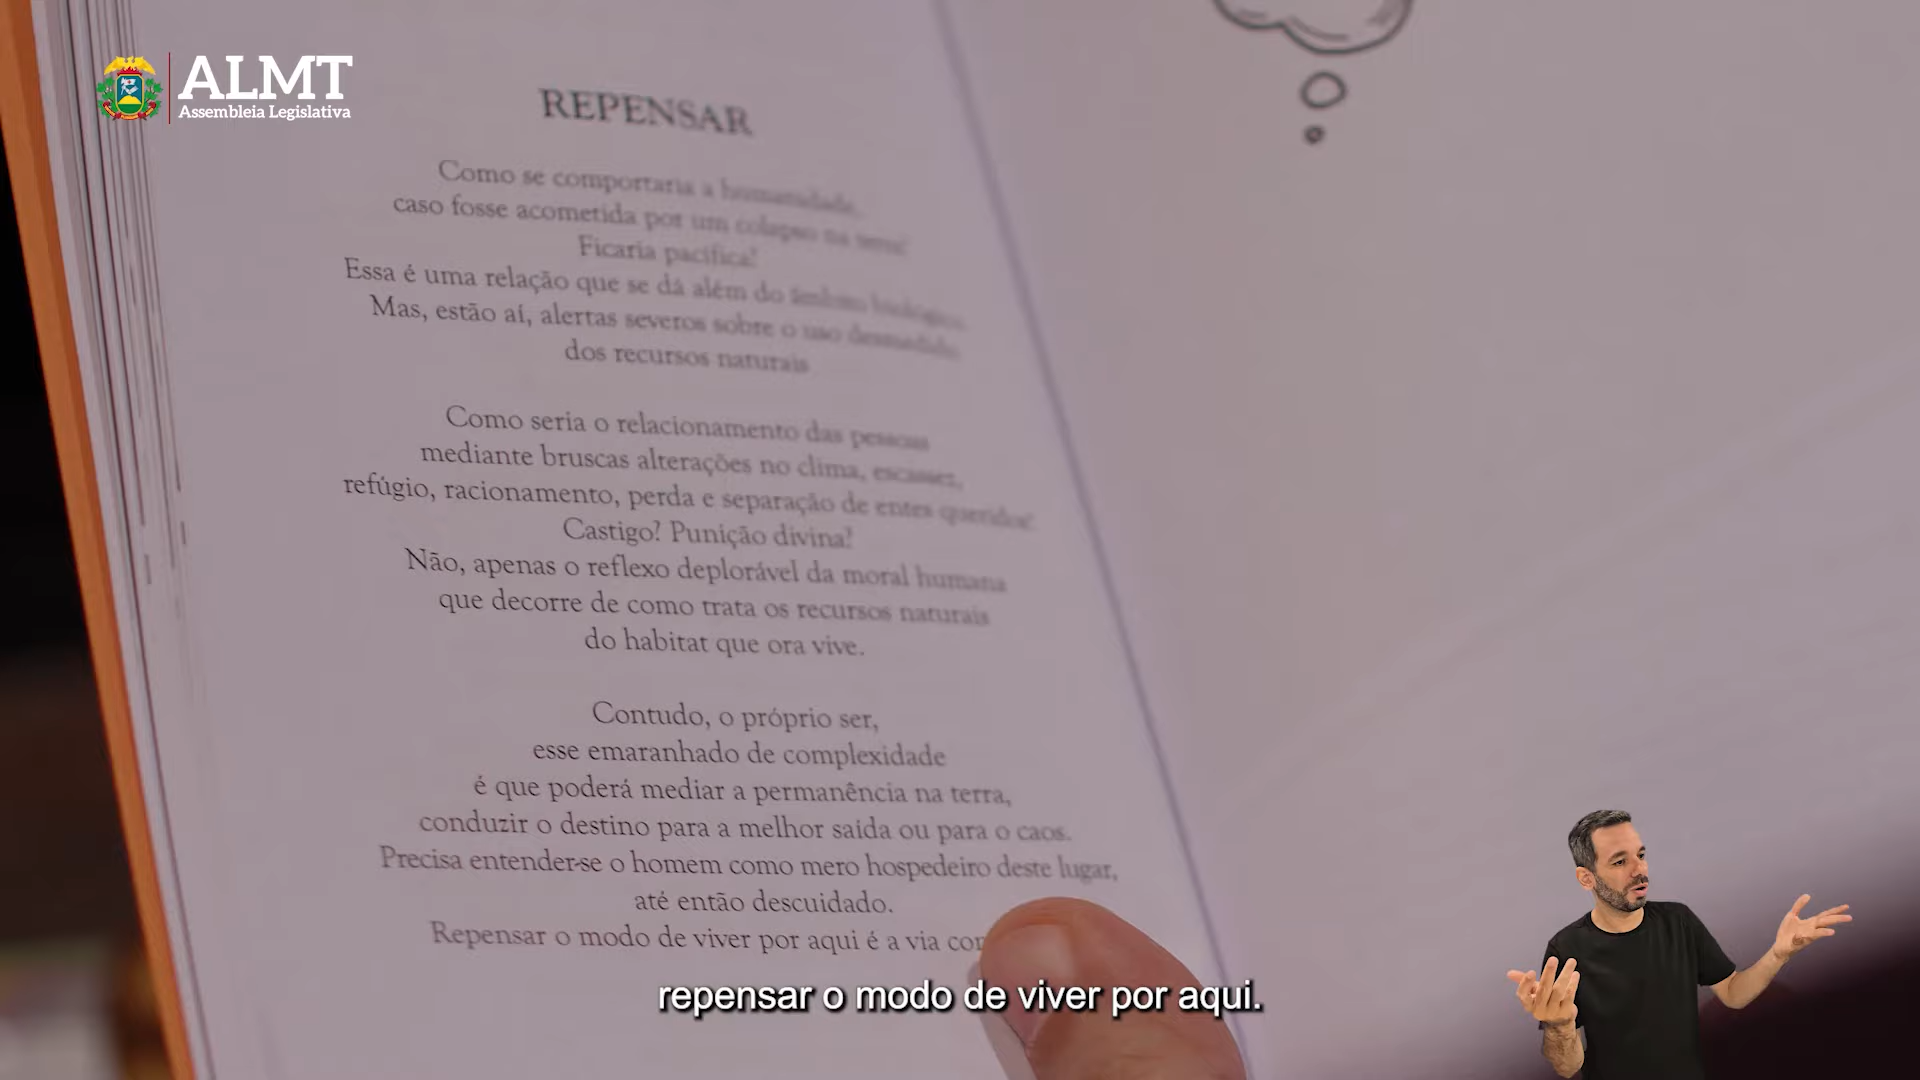 ALMT
Assembleia Legislativa
REPENSAR
Como se comportaria a humanidade,
caso fosse acometida por um colapso na terra?
Ficaria pacífica?
Essa é uma relação que se dá além do âmbito biológico.
Mas, estão aí, alertas severos sobre o uso desmedido
dos recursos naturais
Como seria o relacionamento das pessoas
mediante bruscas alterações no clima, escassez,
refúgio, racionamento, perda e separação de entes queridos?
Castigo? Punição divina?
Não, apenas o reflexo deplorável da moral humana
que decorre de como trata os recursos naturais
do habitat que ora vive.
Contudo, o próprio ser,
esse emaranhado de complexidade
é que poderá mediar a permanência na terra,
conduzir o destino para a melhor saída ou para o caos.
Precisa entender-se o homem como mero hospedeiro deste lugar,
até então descuidado.
Repensar o modo de viver por aqui é a via
repensar o modo de viver por aqui.